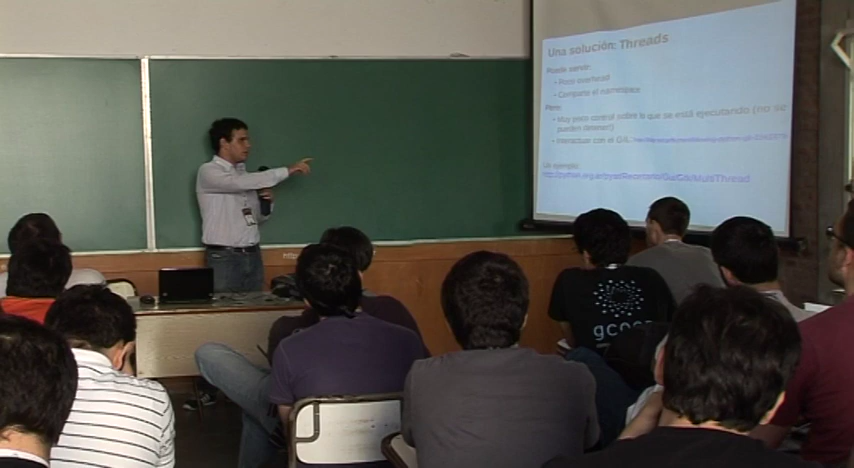 Una solución: Threads
Puede servir:
• Poco overhead
• Comparte el namespace
Pero:
• Muy poco control sobre lo que se está ejecutando (no se
pueden detener!)
• Interactuar con el GIL
Un ejemplo:
http://python.org.ar/pyar/Recetario/Gui/Gtk/MultiThread
gcoop